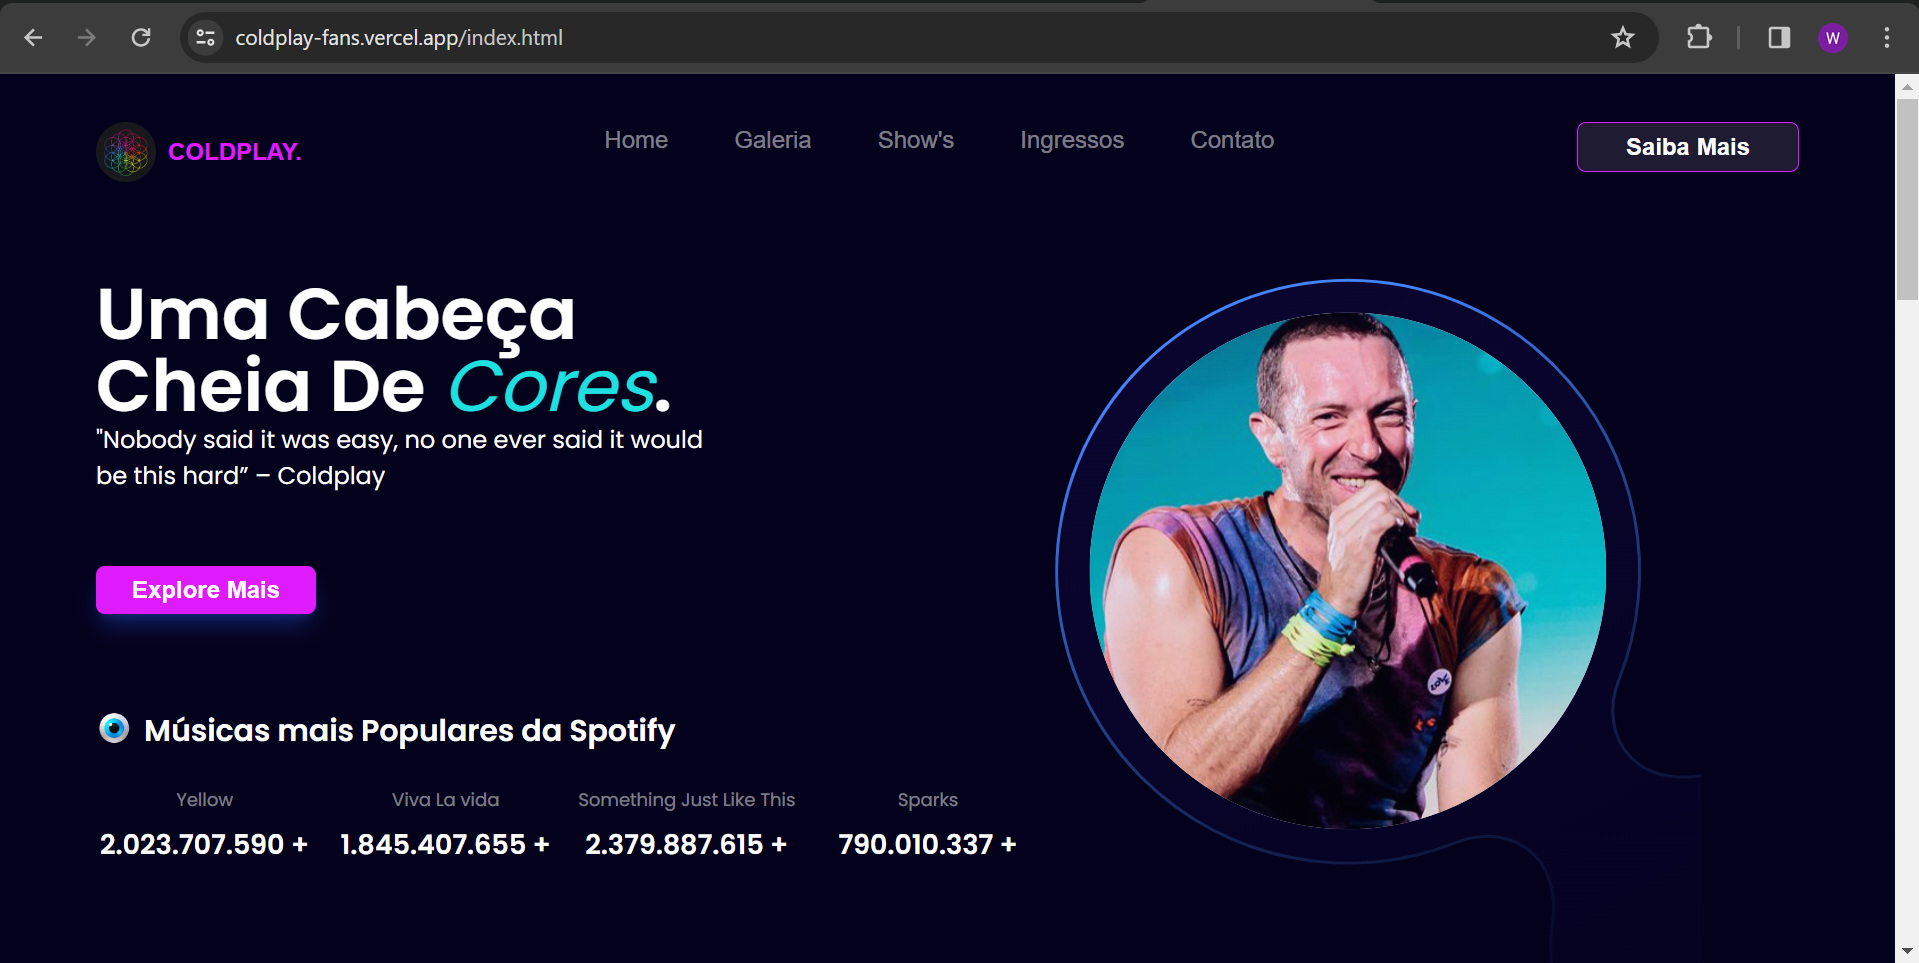 coldplay-fans.vercel.app/index.html
W
COLDPLAY.
Home Galeria Show's Ingressos Contato
Saiba Mais
Uma Cabeça
Cheia De Cores.
"Nobody said it was easy, no one ever said it would
be this hard” – Coldplay
Explore Mais
Músicas mais Populares da Spotify
Yellow Viva La vida Something Just Like This Sparks
2.023.707.590 + 1.845.407.655 + 2.379.887.615 + 790.010.337 +
LOVE